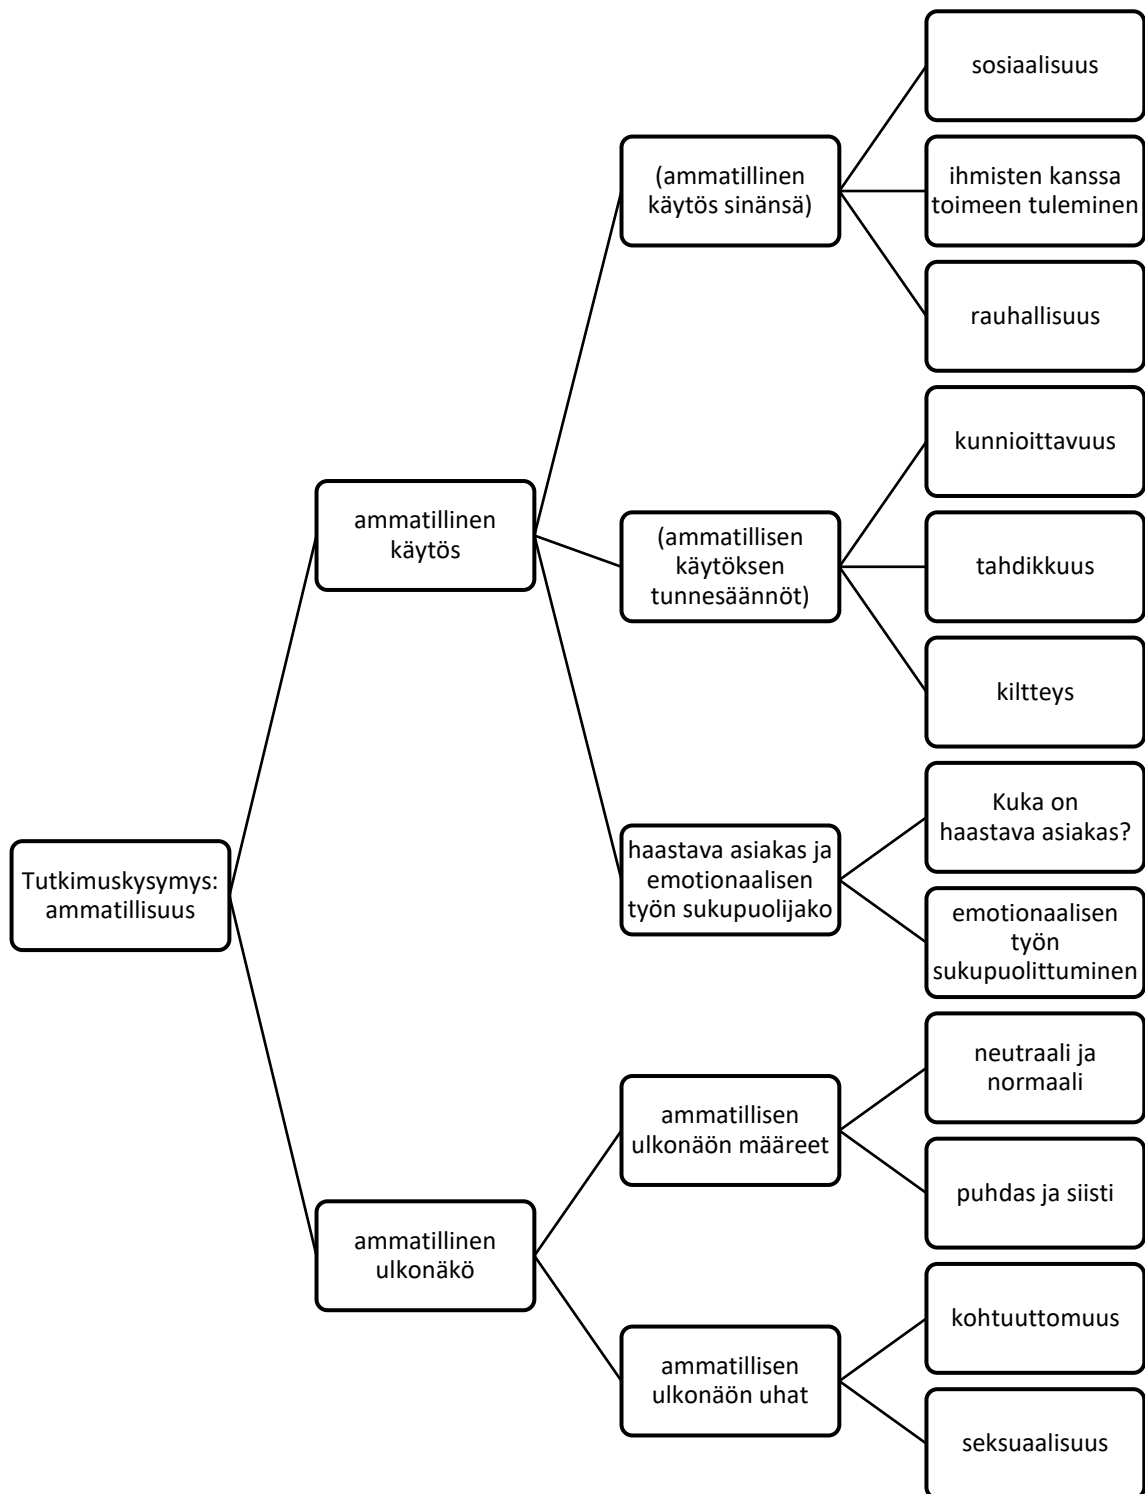 sosiaalisuus
(ammatillinen
käytös sinänsä)
ihmisten kanssa
toimeen tuleminen
rauhallisuus
kunnioittavuus
ammatillinen
käytös
(ammatillisen
käytöksen
tunnesäännöt)
tahdikkuus
kiltteys
Kuka on
haastava asiakas?
haastava asiakas ja
emotionaalisen
työn sukupuolijako
Tutkimuskysymys:
ammatillisuus
emotionaalisen
työn
sukupuolittuminen
neutraali ja
normaali
ammatillisen
ulkonäön määreet
puhdas ja siisti
ammatillinen
ulkonäkö
kohtuuttomuus
ammatillisen
ulkonäön uhat
seksuaalisuus